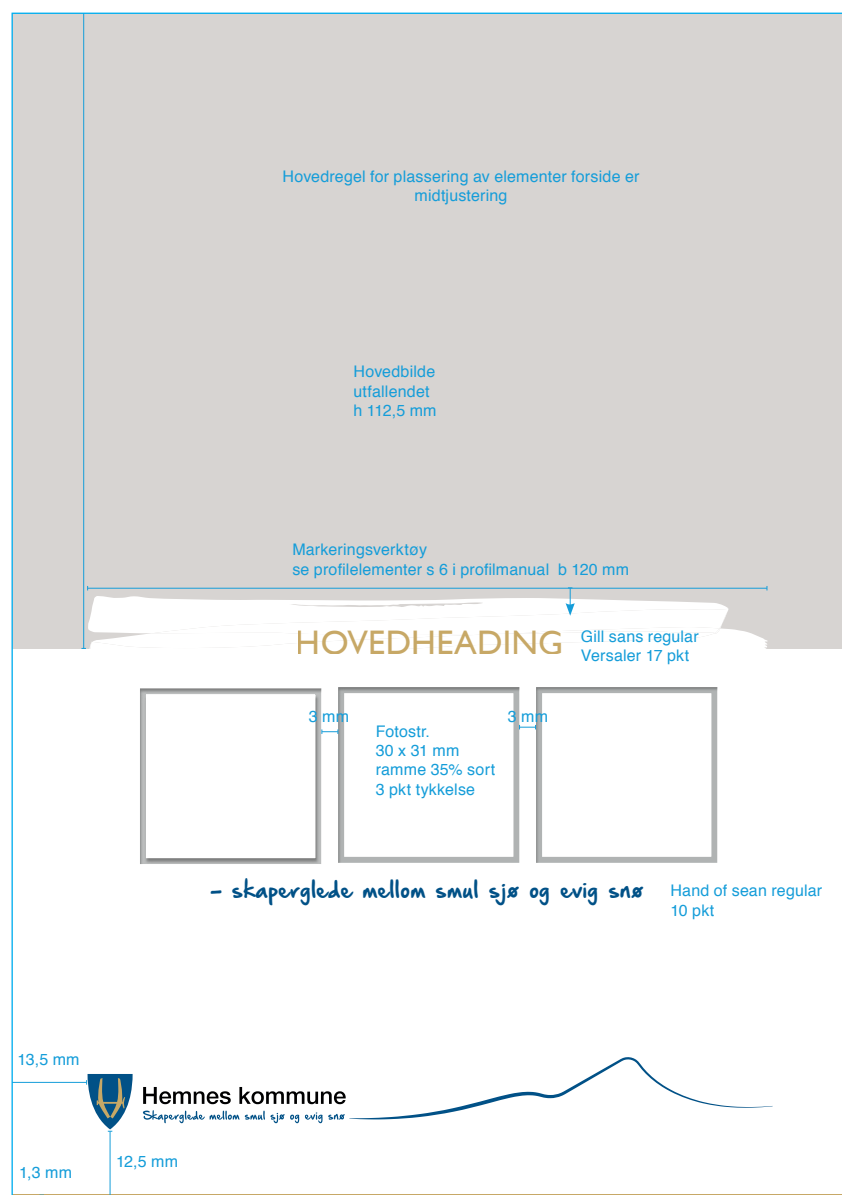 Hovedregel for plassering av elementer forside er
midtjustering
Hovedbilde
utfallendet
h 112,5 mm
Markeringsverktøy
se profilelementer s 6 i profilmanual b 120 mm
HOVEDHEADING
Gill sans regular
Versaler 17 pkt
3 mm
3 mm
Fotostr.
30 x 31 mm
ramme 35% sort
3 pkt tykkelse
– skaperglede mellom smul sjø og evig snø
Hand of sean regular
10 pkt
13,5 mm
Hemnes kommune
Skaperglede mellom smul sjø og evig snø
12,5 mm
1,3 mm